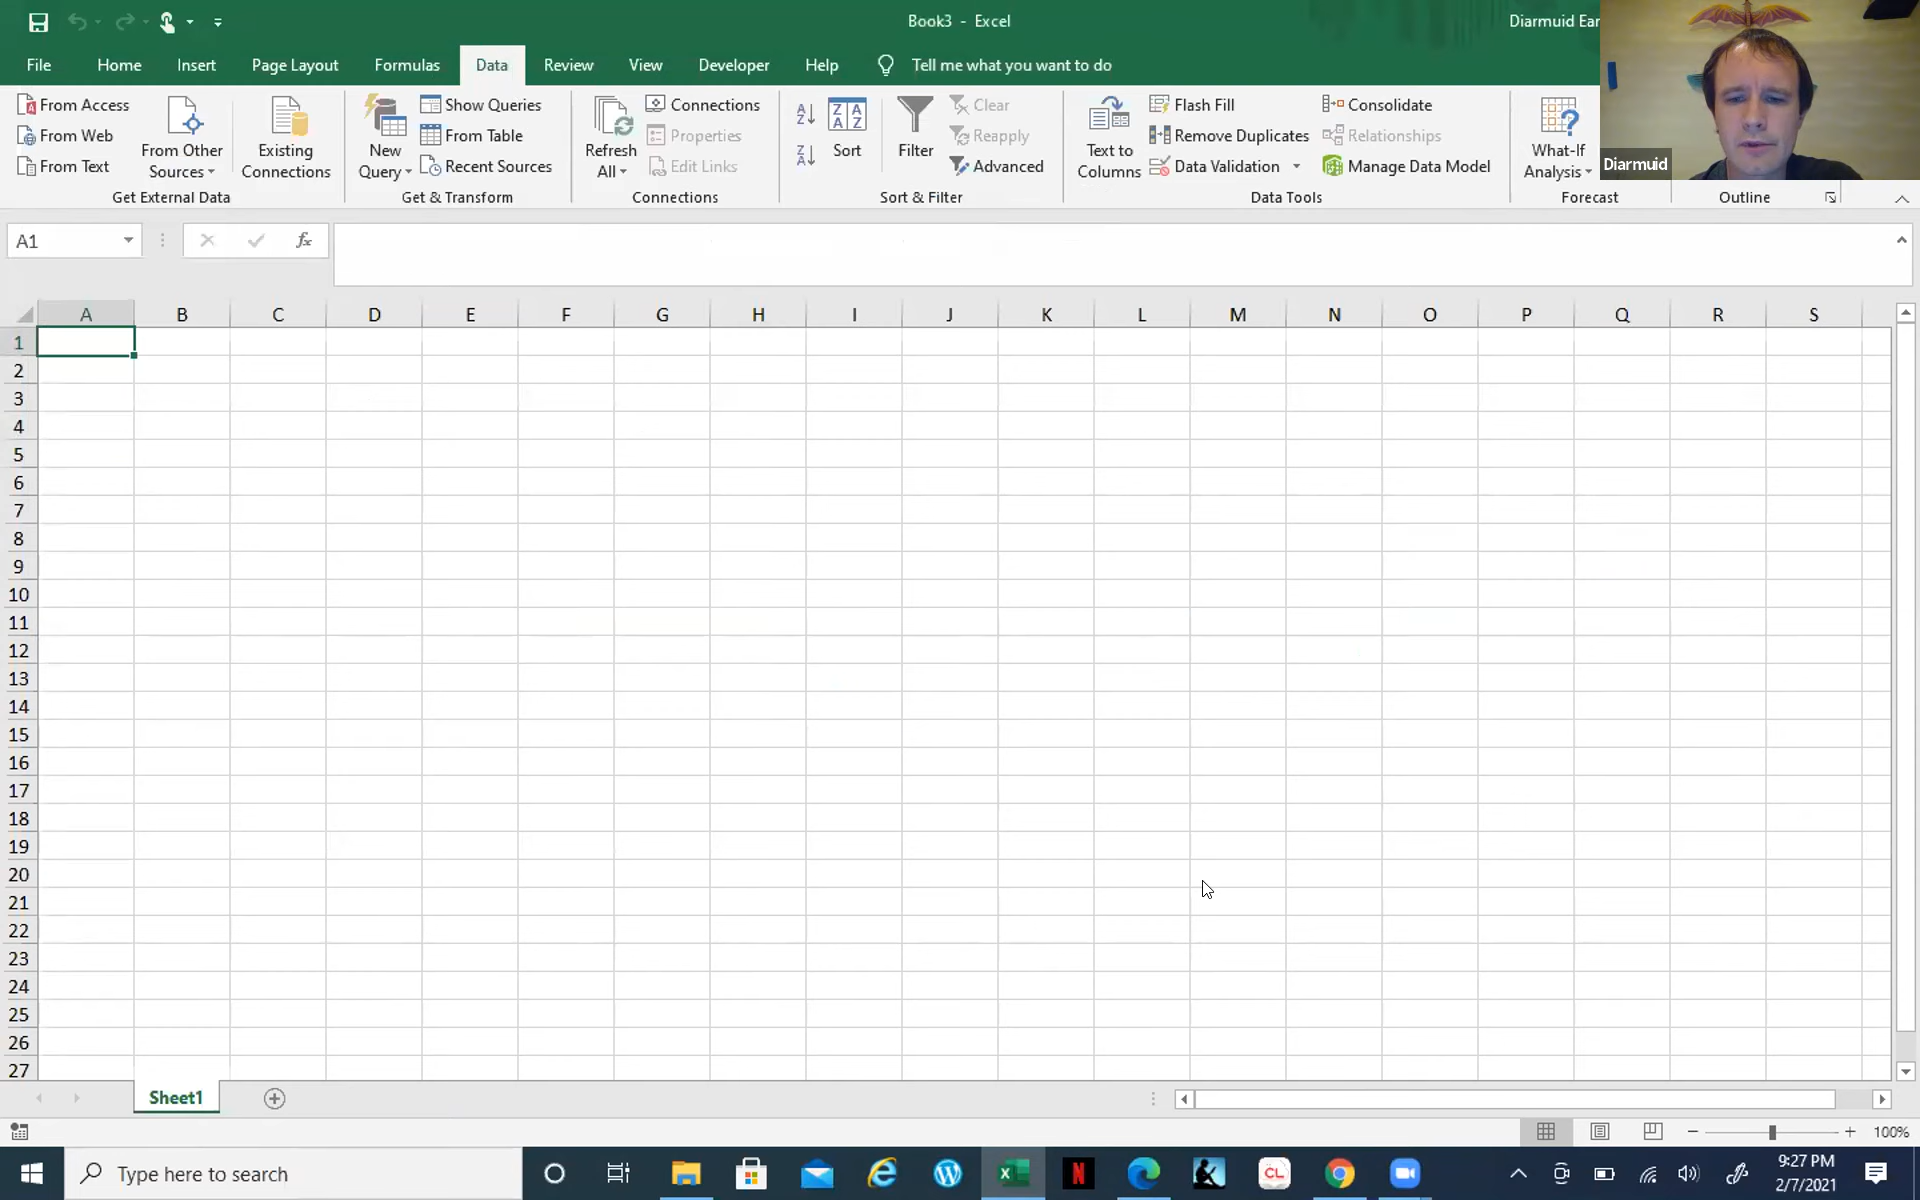 Book3 - Excel
Diarmuid Ear
File Home Insert Page Layout Formulas Data Review View Developer Help Tell me what you want to do
From Access
From Web
From Text
From Other
Sources
Existing
Connections
Get External Data
New
Query
Show Queries
From Table
Recent Sources
Get & Transform
Refresh
All
Connections
Properties
Edit Links
Connections
Sort
Filter
Clear
Reapply
Advanced
Sort & Filter
Text to
Columns
Flash Fill
Remove Duplicates
Data Validation
Consolidate
Relationships
Manage Data Model
Data Tools
What-If
Analysis
Forecast
Outline
Diarmuid
A1
fx
A B C D E F G H I J K L M N O P Q R S
1
2
3
4
5
6
7
8
9
10
11
12
13
14
15
16
17
18
19
20
21
22
23
24
25
26
27
Sheet1
100%
Type here to search
9:27 PM
2/7/2021